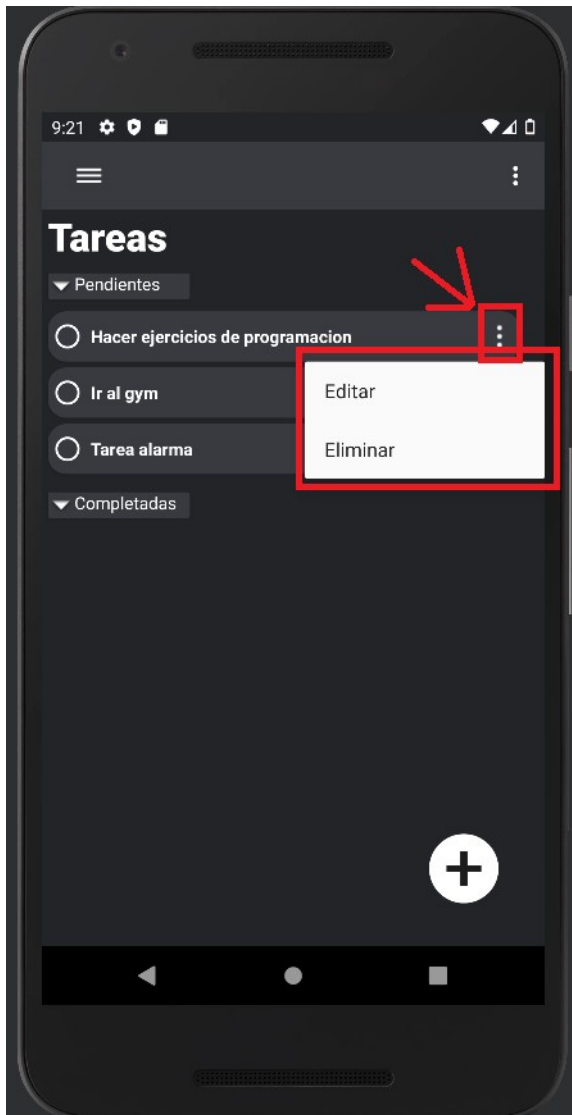 9:21
Tareas
Pendientes
Hacer ejercicios de programacion
Ir al gym
Editar
Tarea alarma
Eliminar
Completadas